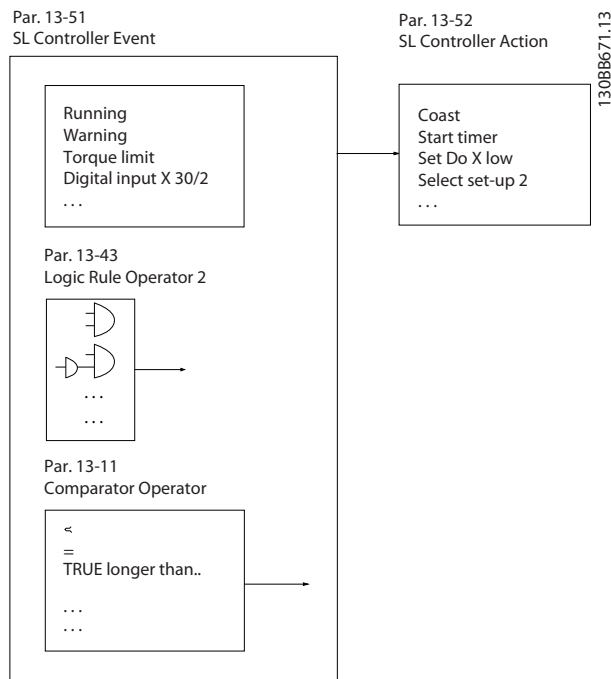 Par. 13-51
SL Controller Event
Par. 13-52
SL Controller Action
130BB671.13
Running
Warning
Torque limit
Digital input X 30/2
. . .
Coast
Start timer
Set Do X low
Select set-up 2
. . .
Par. 13-43
Logic Rule Operator 2
. . .
. . .
Par. 13-11
Comparator Operator
<
=
TRUE longer than..
. . .
. . .